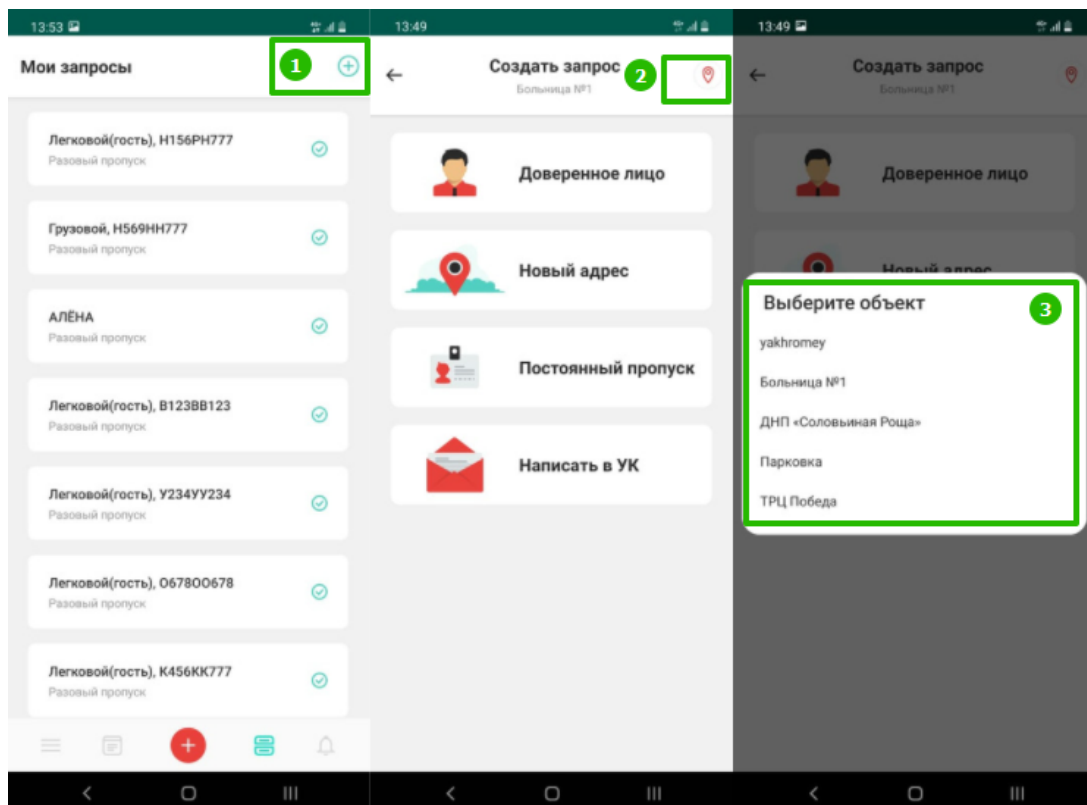 13:53
Мои запросы
1
Легковой(гость), Н156РН777
Разовый пропуск
Грузовой, Н569НН777
Разовый пропуск
АЛЁНА
Разовый пропуск
Легковой(гость), В123ВВ123
Разовый пропуск
Легковой(гость), У234УУ234
Разовый пропуск
Легковой(гость), О678ОО678
Разовый пропуск
Легковой(гость), К456КК777
Разовый пропуск
13:49
Создать запрос
2
Больница №1
Доверенное лицо
Новый адрес
Постоянный пропуск
Написать в УК
13:49
Создать запрос
Больница №1
Доверенное лицо
Новый адрес
Выберите объект
3
yakhromey
Больница №1
ДНП «Соловьиная Роща»
Парковка
ТРЦ Победа